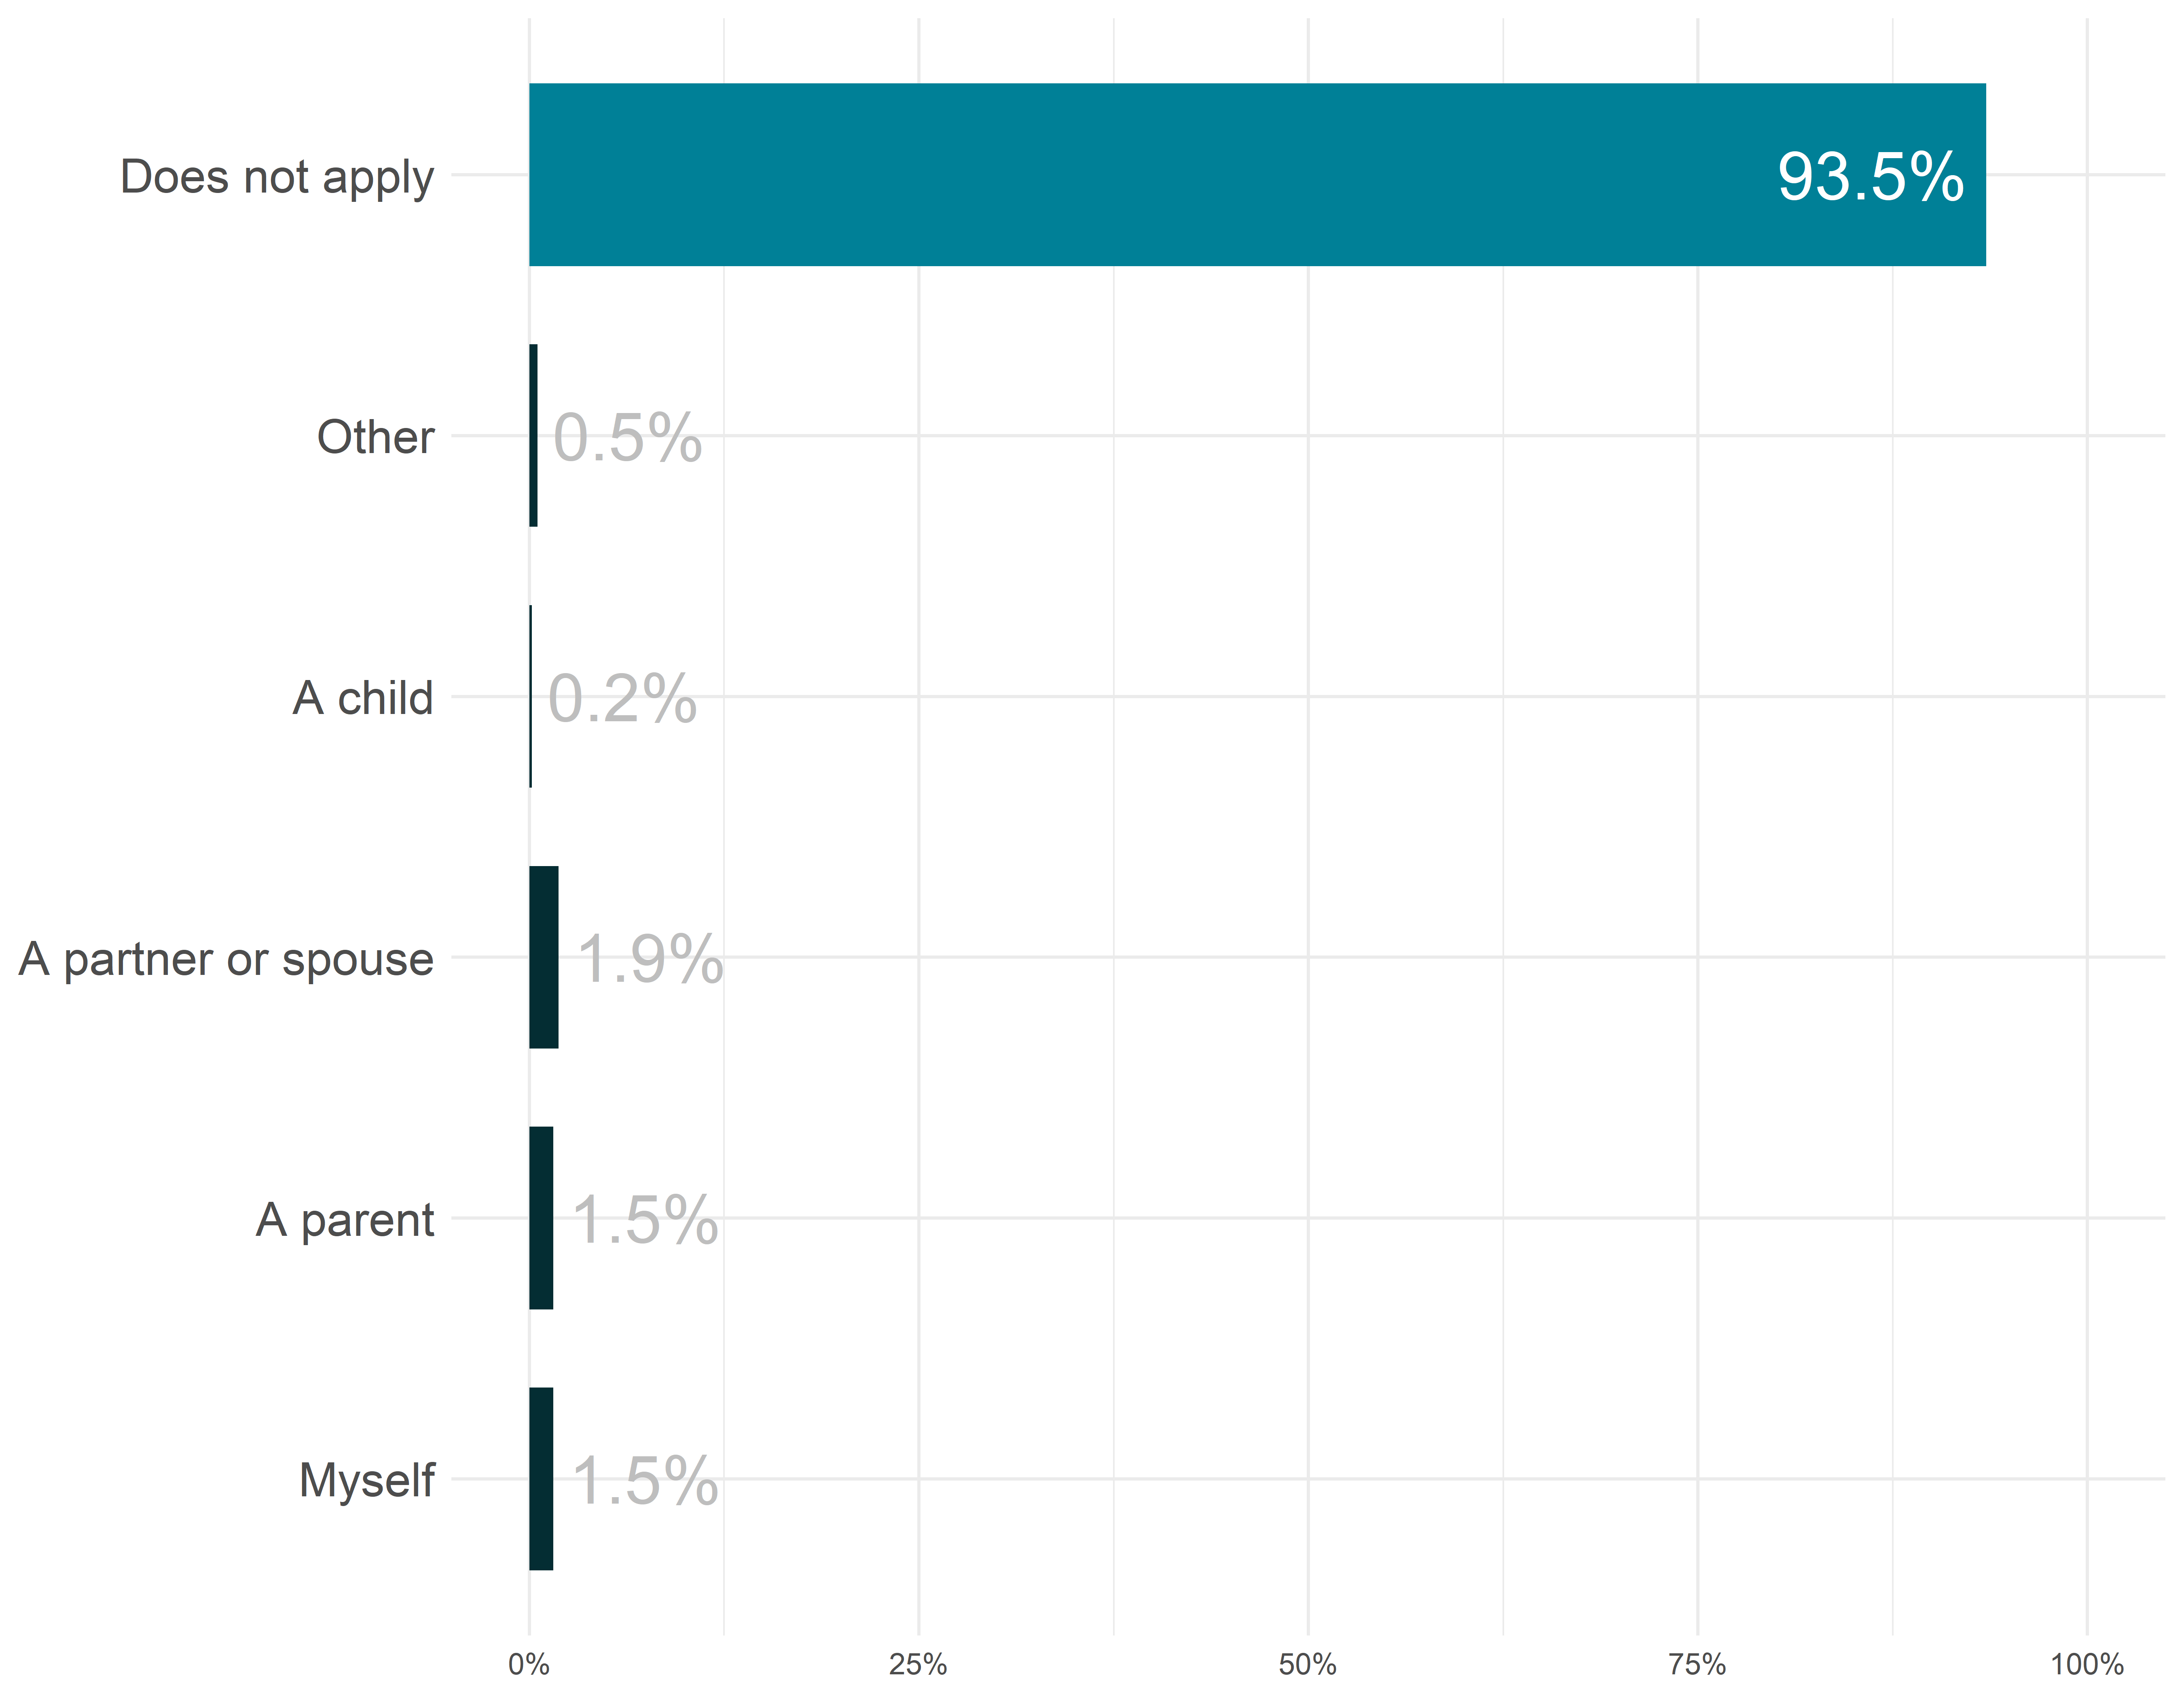 Does not apply 93.5%
Other 0.5%
A child 0.2%
A partner or spouse 1.9%
A parent 1.5%
Myself 1.5%
0% 25% 50% 75% 100%